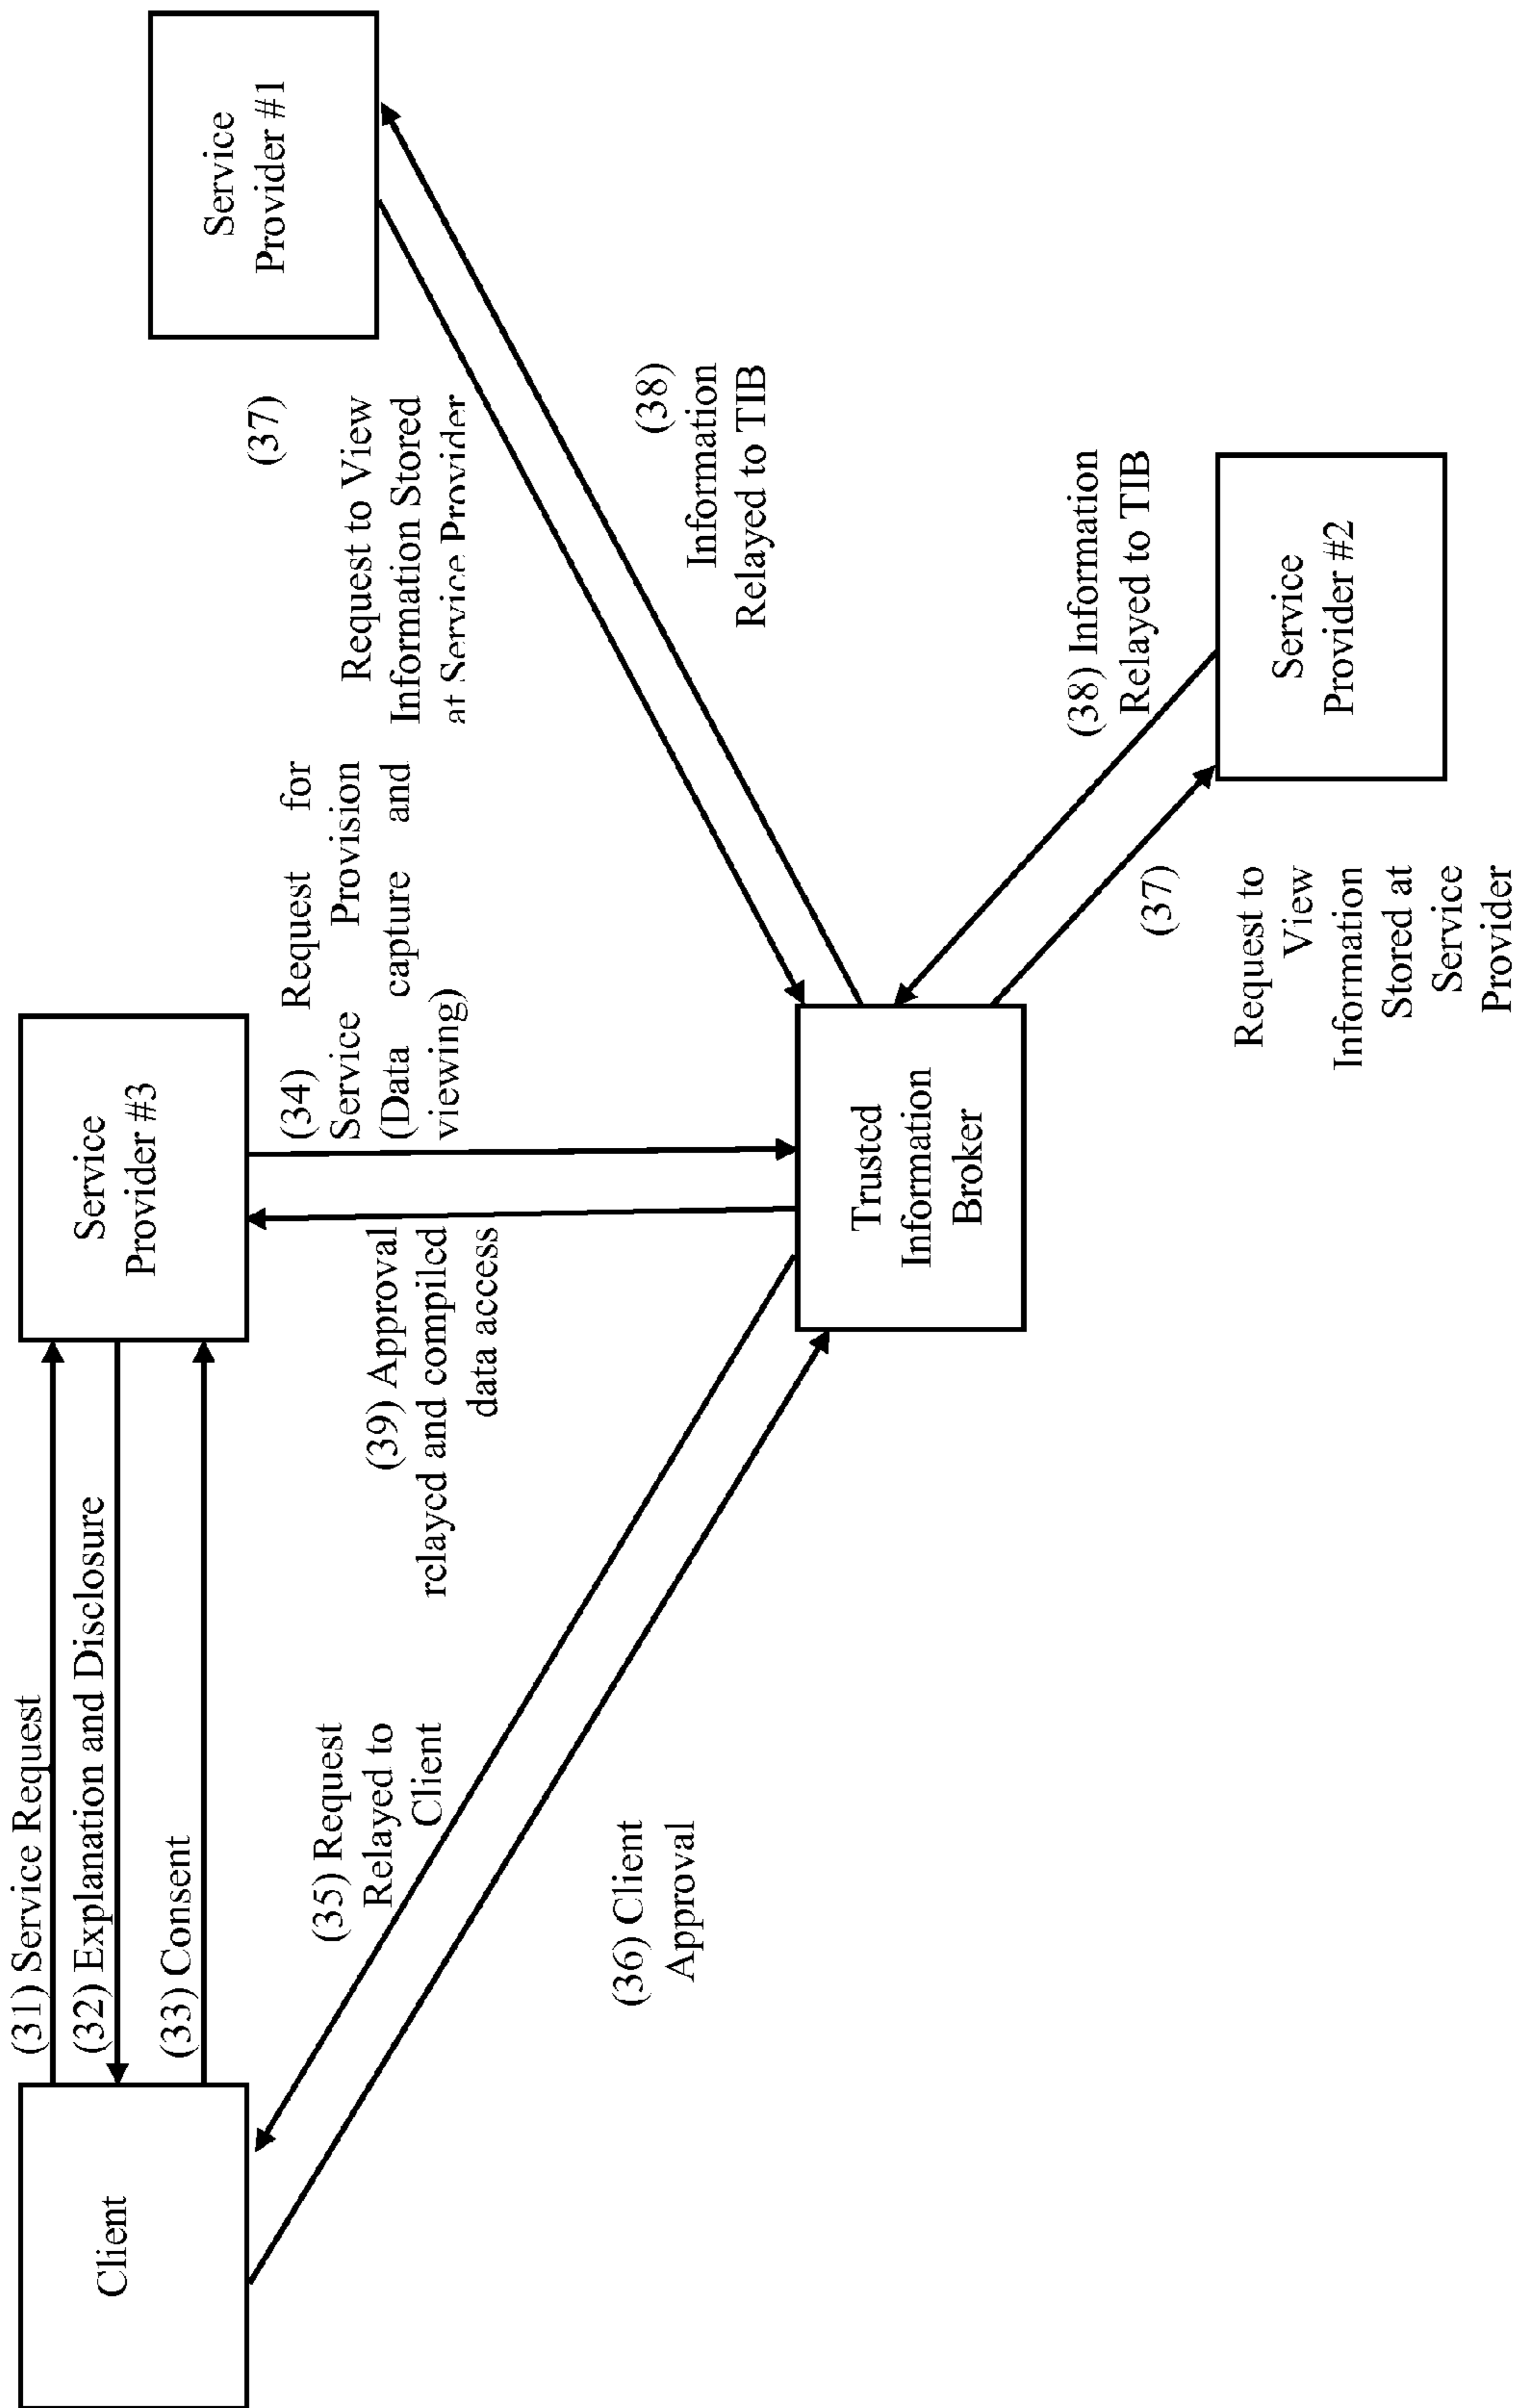 Client
(31) Service Request
(32) Explanation and Disclosure
(33) Consent
Service
Provider #3
(35) Request
Relayed to
Client
(36) Client
Approval
(39) Approval
relayed and compiled
data access
(34) Request for
Service Provision
(Data capture and
viewing)
Trusted
Information
Broker
(37)
Request to View
Information Stored
at Service Provider
(38)
Information
Relayed to TIB
Service
Provider #1
(38) Information
Relayed to TIB
(37)
Request to
View
Information
Stored at
Service
Provider
Service
Provider #2